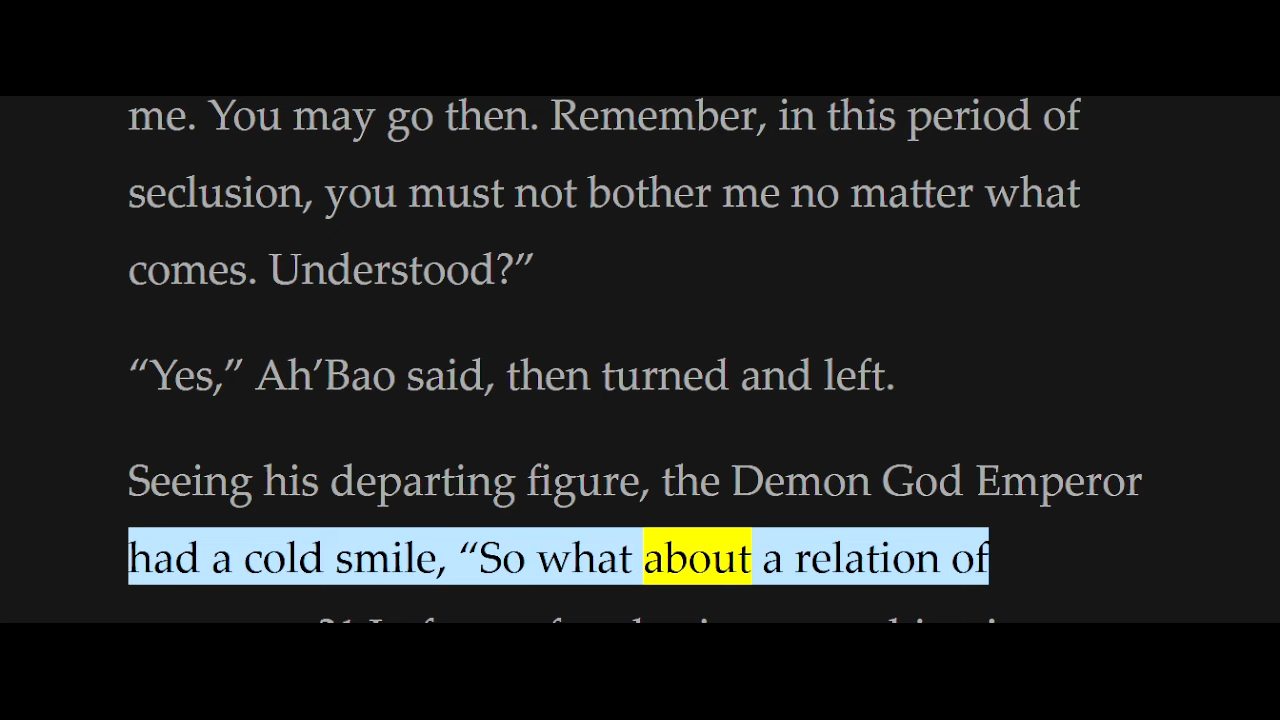 me. You may go then. Remember, in this period of
seclusion, you must not bother me no matter what
comes. Understood?”
“Yes,” Ah’Bao said, then turned and left.
Seeing his departing figure, the Demon God Emperor
had a cold smile, “So what about a relation of